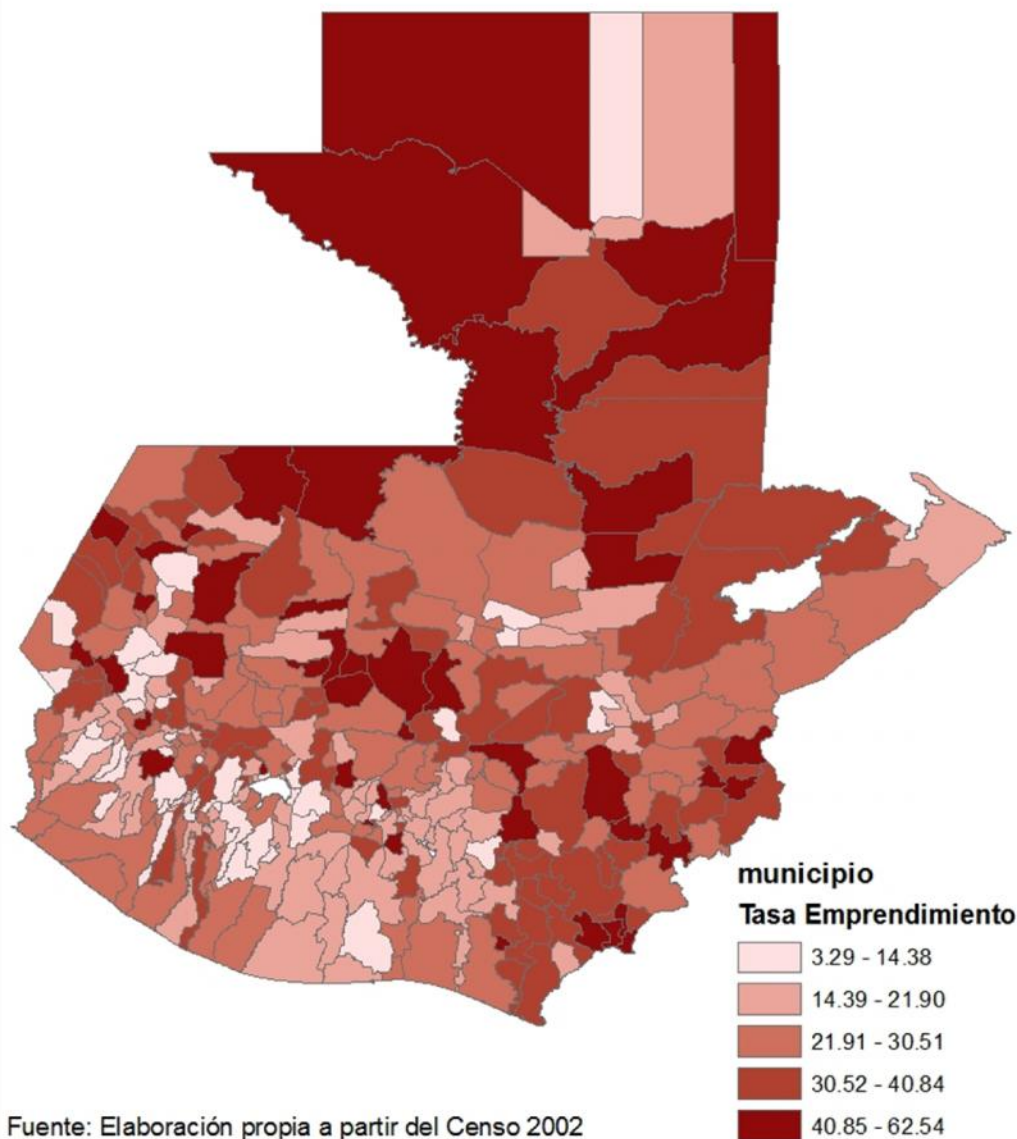 municipio
Tasa Emprendimiento
3.29 - 14.38
14.39 - 21.90
21.91 - 30.51
30.52 - 40.84
40.85 - 62.54
Fuente: Elaboración propia a partir del Censo 2002